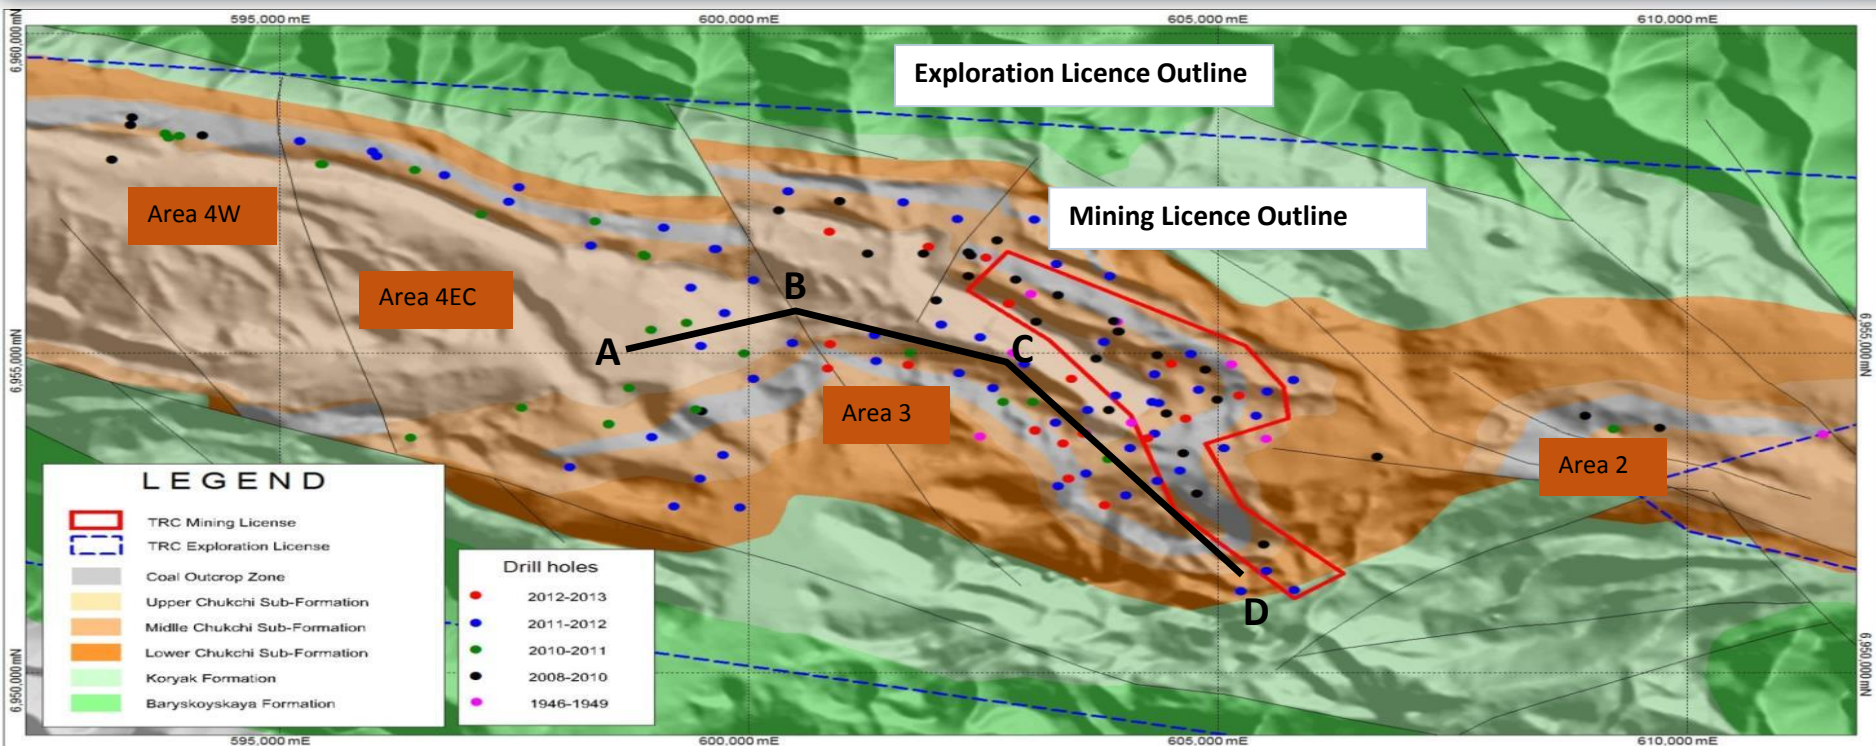 595,000 mE
600,000 mE
605,000 mE
610,000 mE
6,960,000 mN
Exploration Licence Outline
Mining Licence Outline
Area 4W
Area 4EC
B
A
C
6,955,000 mN
6,955,000 mN
Area 3
Area 2
D
LEGEND
TRC Mining License
TRC Exploration License
Coal Outcrop Zone
Upper Chukchi Sub-Formation
Midlle Chukchi Sub-Formation
Lower Chukchi Sub-Formation
Koryak Formation
Baryskoyskaya Formation
Drill holes
2012-2013
2011-2012
2010-2011
2008-2010
1946-1949
6,950,000 mN
6,950,000 mN
595,000 mE
600,000 mE
605,000 mE
610,000 mE